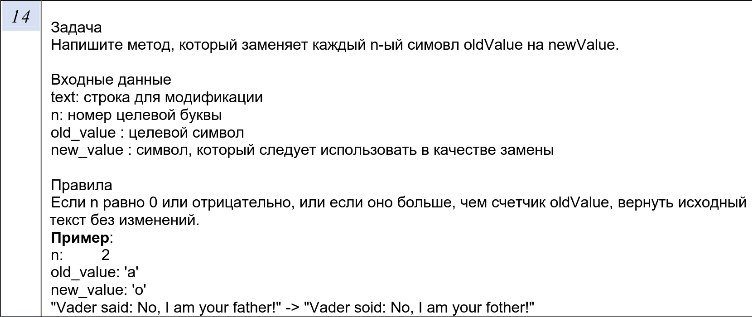 14
Задача
Напишите метод, который заменяет каждый n-ый симовл oldValue на newValue.
Входные данные
text: строка для модификации
n: номер целевой буквы
old_value : целевой символ
new_value : символ, который следует использовать в качестве замены
Правила
Если n равно 0 или отрицательно, или если оно больше, чем счетчик oldValue, вернуть исходный
текст без изменений.
Пример:
n: 2
old_value: 'a'
new_value: 'o'
"Vader said: No, I am your father!" -> "Vader soid: No, I am your fother!"